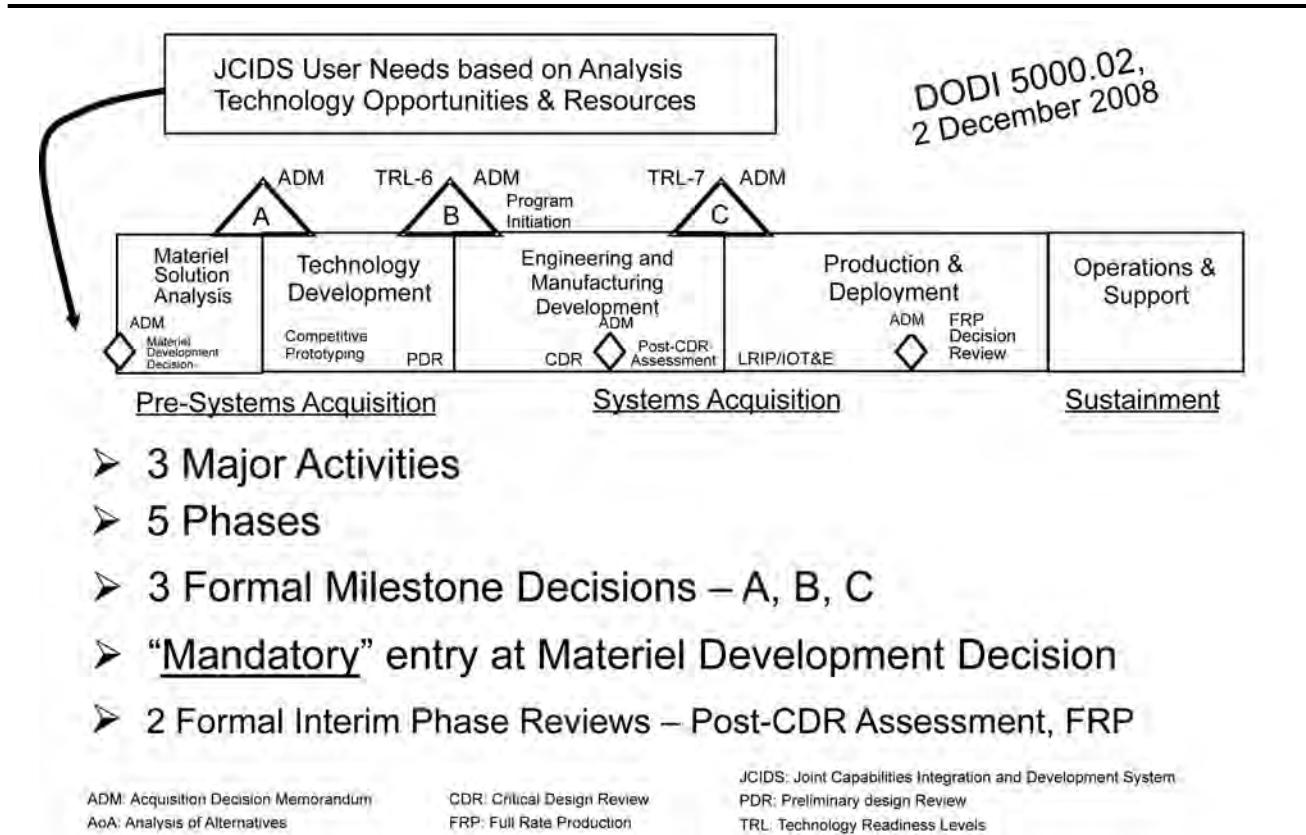 JCIDS User Needs based on Analysis
Technology Opportunities & Resources
DODI 5000.02,
2 December 2008
ADM
TRL-6
ADM
TRL-7
ADM
A
B
Program
Initiation
C
Materiel
Solution
Analysis
Technology
Development
Engineering and
Manufacturing
Development
Production &
Deployment
Operations &
Support
ADM
Materiel
Development
Decision
Competitive
Prototyping
PDR
CDR
ADM
Post-CDR
Assessment
LRIP/IOT&E
ADM
FRP
Decision
Review
Pre-Systems Acquisition
Systems Acquisition
Sustainment
➢ 3 Major Activities
➢ 5 Phases
➢ 3 Formal Milestone Decisions – A, B, C
➢ “Mandatory” entry at Materiel Development Decision
➢ 2 Formal Interim Phase Reviews – Post-CDR Assessment, FRP
ADM: Acquisition Decision Memorandum
AoA: Analysis of Alternatives
CDR: Critical Design Review
FRP: Full Rate Production
JCIDS: Joint Capabilities Integration and Development System
PDR: Preliminary design Review
TRL: Technology Readiness Levels